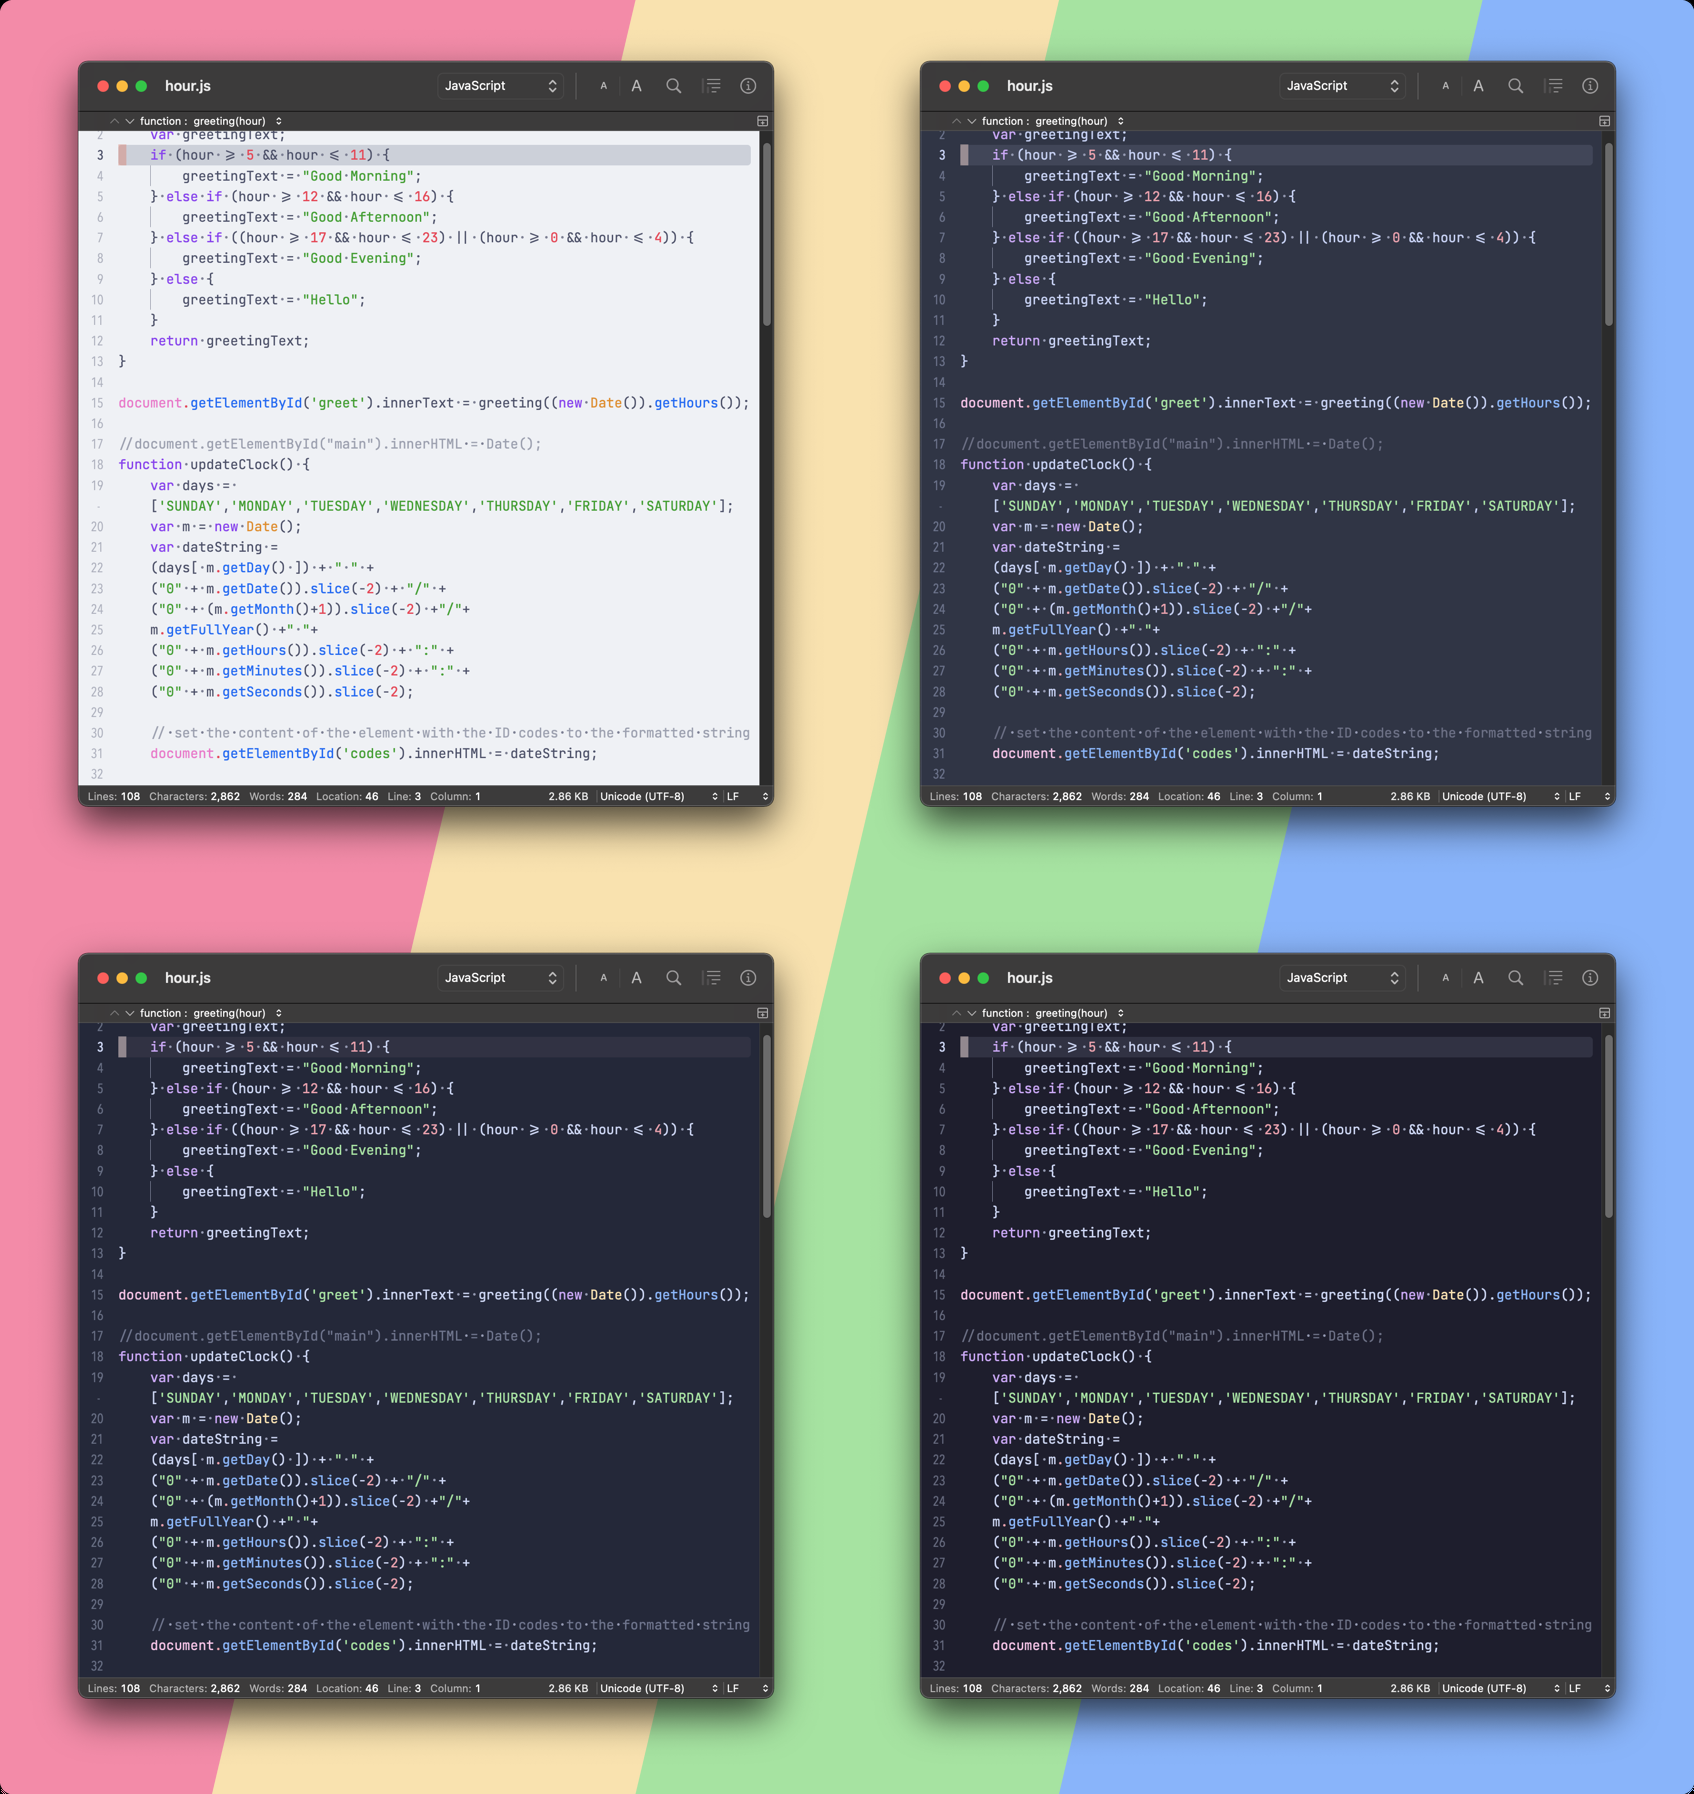 hour.js
JavaScript
A A
function : greeting(hour)
2 var greetingText;
3 if (hour ⩾ 5 && hour ⩽ 11) {
4 greetingText = "Good Morning";
5 } else if (hour ⩾ 12 && hour ⩽ 16) {
6 greetingText = "Good Afternoon";
7 } else if ((hour ⩾ 17 && hour ⩽ 23) || (hour ⩾ 0 && hour ⩽ 4)) {
8 greetingText = "Good Evening";
9 } else {
10 greetingText = "Hello";
11 }
12 return greetingText;
13 }
14
15 document.getElementById('greet').innerText = greeting((new Date()).getHours());
16
17 //document.getElementById("main").innerHTML = Date();
18 function updateClock() {
19 var days =
- ['SUNDAY','MONDAY','TUESDAY','WEDNESDAY','THURSDAY','FRIDAY','SATURDAY'];
20 var m = new Date();
21 var dateString =
22 (days[ m.getDay() ]) + " " +
23 ("0" + m.getDate()).slice(-2) + "/" +
24 ("0" + (m.getMonth()+1)).slice(-2) +"/"+
25 m.getFullYear() +" "+
26 ("0" + m.getHours()).slice(-2) + ":" +
27 ("0" + m.getMinutes()).slice(-2) + ":" +
28 ("0" + m.getSeconds()).slice(-2);
29
30 // set the content of the element with the ID codes to the formatted string
31 document.getElementById('codes').innerHTML = dateString;
32
Lines: 108 Characters: 2,862 Words: 284 Location: 46 Line: 3 Column: 1 2.86 KB Unicode (UTF-8) LF
hour.js
JavaScript
A A
function : greeting(hour)
2 var greetingText;
3 if (hour ⩾ 5 && hour ⩽ 11) {
4 greetingText = "Good Morning";
5 } else if (hour ⩾ 12 && hour ⩽ 16) {
6 greetingText = "Good Afternoon";
7 } else if ((hour ⩾ 17 && hour ⩽ 23) || (hour ⩾ 0 && hour ⩽ 4)) {
8 greetingText = "Good Evening";
9 } else {
10 greetingText = "Hello";
11 }
12 return greetingText;
13 }
14
15 document.getElementById('greet').innerText = greeting((new Date()).getHours());
16
17 //document.getElementById("main").innerHTML = Date();
18 function updateClock() {
19 var days =
- ['SUNDAY','MONDAY','TUESDAY','WEDNESDAY','THURSDAY','FRIDAY','SATURDAY'];
20 var m = new Date();
21 var dateString =
22 (days[ m.getDay() ]) + " " +
23 ("0" + m.getDate()).slice(-2) + "/" +
24 ("0" + (m.getMonth()+1)).slice(-2) +"/"+
25 m.getFullYear() +" "+
26 ("0" + m.getHours()).slice(-2) + ":" +
27 ("0" + m.getMinutes()).slice(-2) + ":" +
28 ("0" + m.getSeconds()).slice(-2);
29
30 // set the content of the element with the ID codes to the formatted string
31 document.getElementById('codes').innerHTML = dateString;
32
Lines: 108 Characters: 2,862 Words: 284 Location: 46 Line: 3 Column: 1 2.86 KB Unicode (UTF-8) LF
hour.js
JavaScript
A A
function : greeting(hour)
2 var greetingText;
3 if (hour ⩾ 5 && hour ⩽ 11) {
4 greetingText = "Good Morning";
5 } else if (hour ⩾ 12 && hour ⩽ 16) {
6 greetingText = "Good Afternoon";
7 } else if ((hour ⩾ 17 && hour ⩽ 23) || (hour ⩾ 0 && hour ⩽ 4)) {
8 greetingText = "Good Evening";
9 } else {
10 greetingText = "Hello";
11 }
12 return greetingText;
13 }
14
15 document.getElementById('greet').innerText = greeting((new Date()).getHours());
16
17 //document.getElementById("main").innerHTML = Date();
18 function updateClock() {
19 var days =
- ['SUNDAY','MONDAY','TUESDAY','WEDNESDAY','THURSDAY','FRIDAY','SATURDAY'];
20 var m = new Date();
21 var dateString =
22 (days[ m.getDay() ]) + " " +
23 ("0" + m.getDate()).slice(-2) + "/" +
24 ("0" + (m.getMonth()+1)).slice(-2) +"/"+
25 m.getFullYear() +" "+
26 ("0" + m.getHours()).slice(-2) + ":" +
27 ("0" + m.getMinutes()).slice(-2) + ":" +
28 ("0" + m.getSeconds()).slice(-2);
29
30 // set the content of the element with the ID codes to the formatted string
31 document.getElementById('codes').innerHTML = dateString;
32
Lines: 108 Characters: 2,862 Words: 284 Location: 46 Line: 3 Column: 1 2.86 KB Unicode (UTF-8) LF
hour.js
JavaScript
A A
function : greeting(hour)
2 var greetingText;
3 if (hour ⩾ 5 && hour ⩽ 11) {
4 greetingText = "Good Morning";
5 } else if (hour ⩾ 12 && hour ⩽ 16) {
6 greetingText = "Good Afternoon";
7 } else if ((hour ⩾ 17 && hour ⩽ 23) || (hour ⩾ 0 && hour ⩽ 4)) {
8 greetingText = "Good Evening";
9 } else {
10 greetingText = "Hello";
11 }
12 return greetingText;
13 }
14
15 document.getElementById('greet').innerText = greeting((new Date()).getHours());
16
17 //document.getElementById("main").innerHTML = Date();
18 function updateClock() {
19 var days =
- ['SUNDAY','MONDAY','TUESDAY','WEDNESDAY','THURSDAY','FRIDAY','SATURDAY'];
20 var m = new Date();
21 var dateString =
22 (days[ m.getDay() ]) + " " +
23 ("0" + m.getDate()).slice(-2) + "/" +
24 ("0" + (m.getMonth()+1)).slice(-2) +"/"+
25 m.getFullYear() +" "+
26 ("0" + m.getHours()).slice(-2) + ":" +
27 ("0" + m.getMinutes()).slice(-2) + ":" +
28 ("0" + m.getSeconds()).slice(-2);
29
30 // set the content of the element with the ID codes to the formatted string
31 document.getElementById('codes').innerHTML = dateString;
32
Lines: 108 Characters: 2,862 Words: 284 Location: 46 Line: 3 Column: 1 2.86 KB Unicode (UTF-8) LF